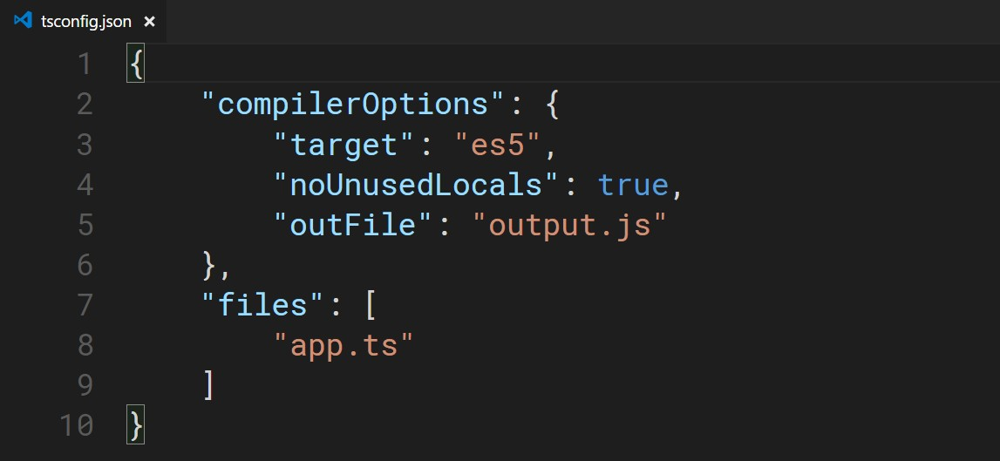 tsconfig.json ×
1 {
2     "compilerOptions": {
3         "target": "es5",
4         "noUnusedLocals": true,
5         "outFile": "output.js"
6     },
7     "files": [
8         "app.ts"
9     ]
10 }